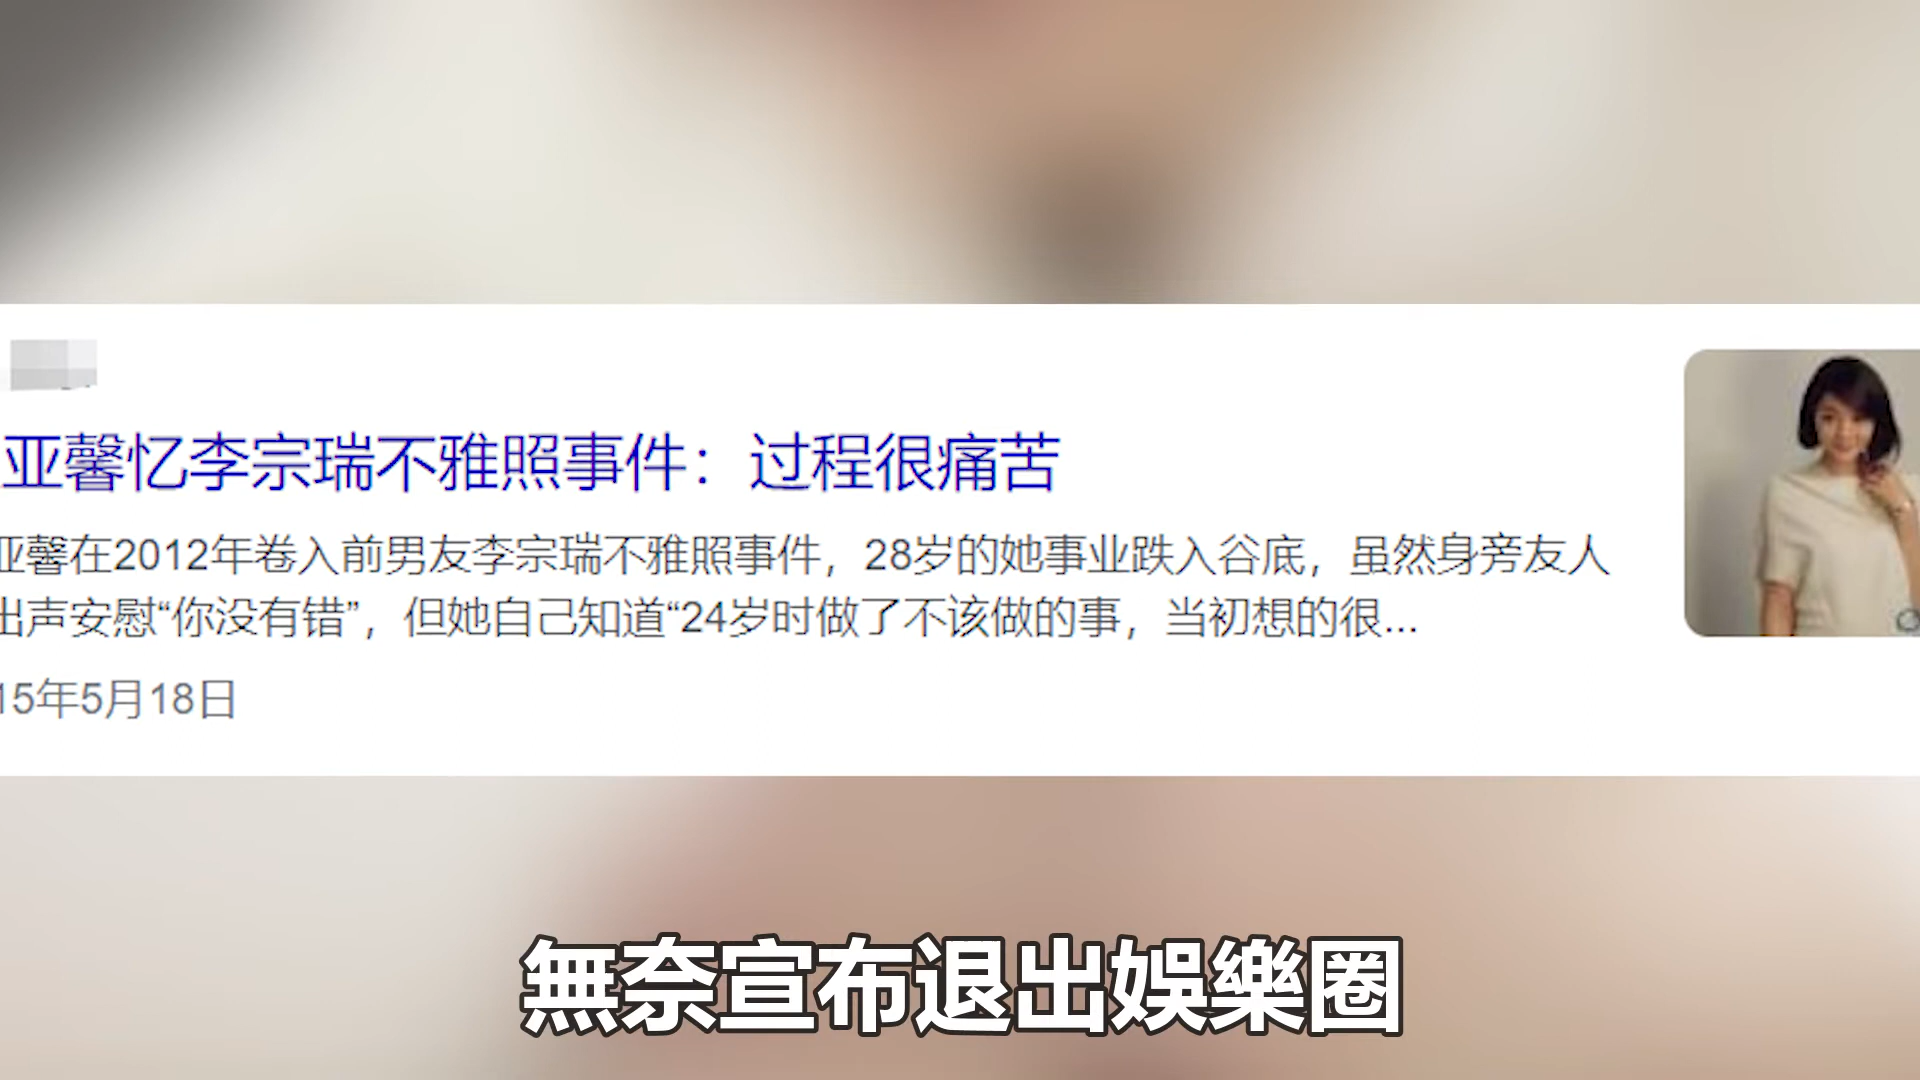 亚馨忆李宗瑞不雅照事件：过程很痛苦
亚馨在2012年卷入前男友李宗瑞不雅照事件，28岁的她事业跌入谷底，虽然身旁友人
出声安慰“你没有错”，但她自己知道“24岁时做了不该做的事，当初想的很...
15年5月18日
無奈宣布退出娛樂圈